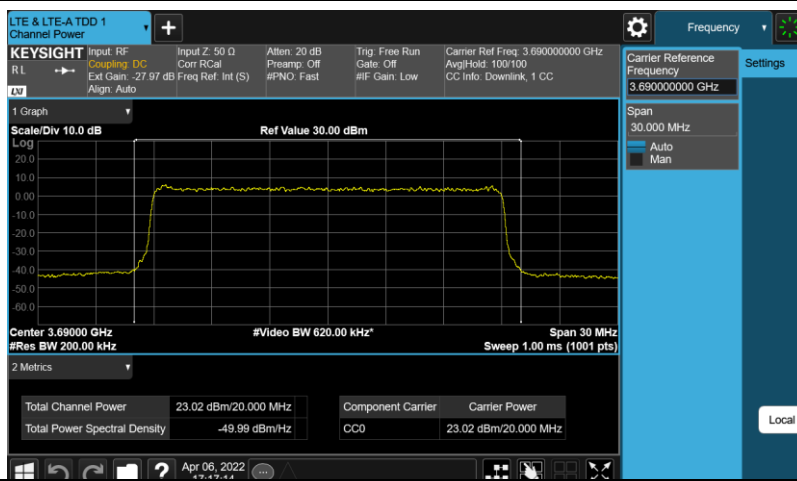 LTE & LTE-A TDD 1
Channel Power
Frequency
KEYSIGHT
RL
LXI
Input: RF
Coupling: DC
Ext Gain: -27.97 dB
Align: Auto
Input Z: 50 Ω
Corr RCal
Freq Ref: Int (S)
Atten: 20 dB
Preamp: Off
#PNO: Fast
Trig: Free Run
Gate: Off
#IF Gain: Low
Carrier Ref Freq: 3.690000000 GHz
Avg|Hold: 100/100
CC Info: Downlink, 1 CC
Carrier Reference
Frequency
3.690000000 GHz
Settings
Span
30.000 MHz
Auto
Man
1 Graph
Scale/Div 10.0 dB
Ref Value 30.00 dBm
Log
20.0
10.0
0.00
-10.0
-20.0
-30.0
-40.0
-50.0
-60.0
Center 3.69000 GHz
#Video BW 620.00 kHz*
Span 30 MHz
#Res BW 200.00 kHz
Sweep 1.00 ms (1001 pts)
2 Metrics
Total Channel Power 23.02 dBm/20.000 MHz
Total Power Spectral Density -49.99 dBm/Hz
Component Carrier Carrier Power
CC0 23.02 dBm/20.000 MHz
Local
?
Apr 06, 2022
17:17:14